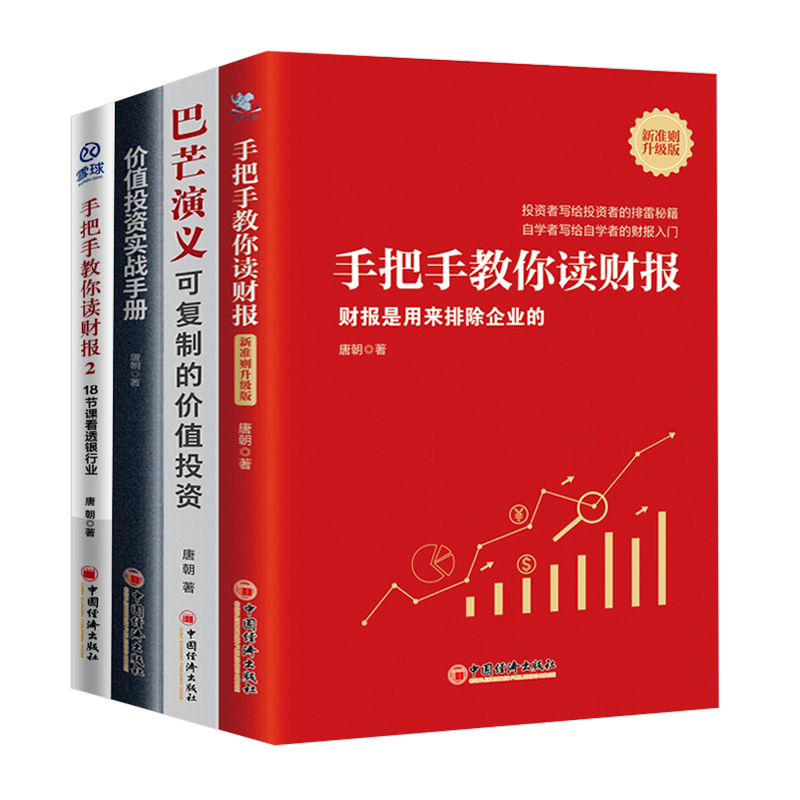 雪球
手把手教你读财报2
18节课看透银行业
唐朝◎著
中国经济出版社
价值投资实战手册
唐朝◎著
中国经济出版社
巴芒演义
可复制的价值投资
唐朝 著
中国经济出版社
手把手教你读财报
新准则升级版
唐朝◎著
中国经济出版社
新准则
升级版
投资者写给投资者的排雷秘籍
自学者写给自学者的财报入门
手把手教你读财报
财报是用来排除企业的
唐朝◎著
¥
$
中国经济出版社